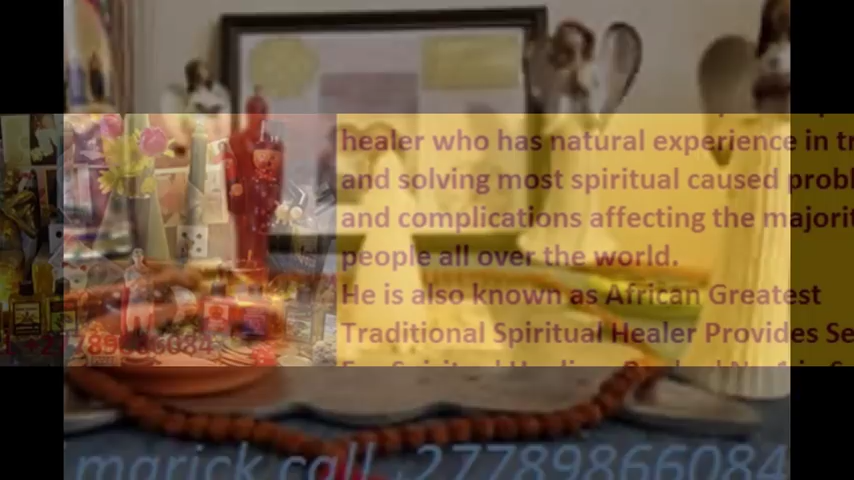 healer who has natural experience in tr
and solving most spiritual caused probl
and complications affecting the majorit
people all over the world.
He is also known as African Greatest
Traditional Spiritual Healer Provides Se
+27789866084
marick call +27789866084